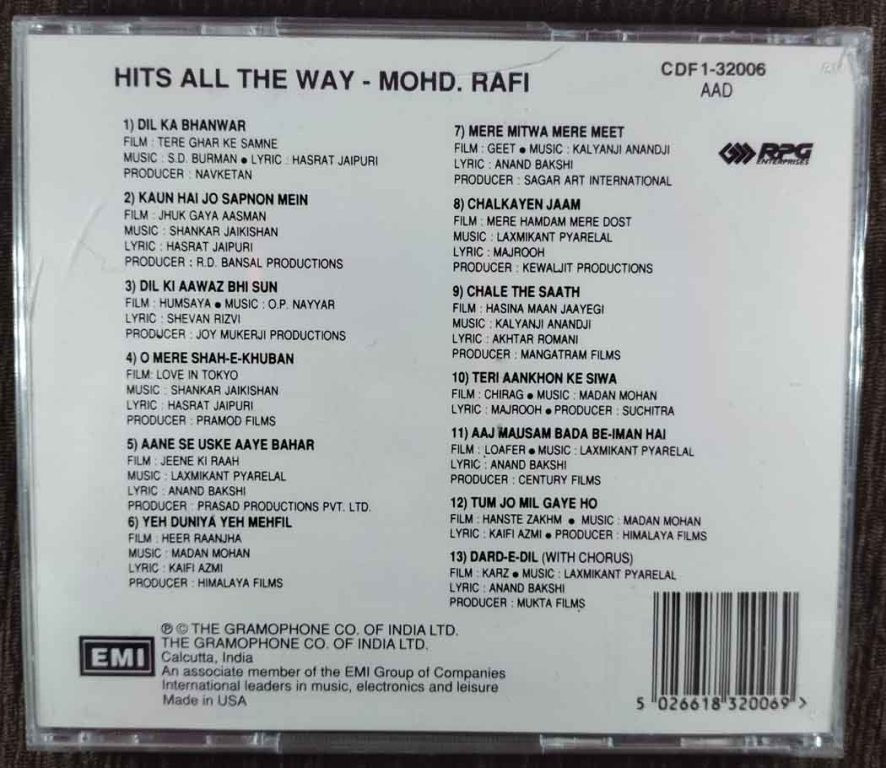 HITS ALL THE WAY - MOHD. RAFI
CDF1-32006
AAD
RPG
ENTERPRISES
1) DIL KA BHANWAR
FILM : TERE GHAR KE SAMNE
MUSIC : S.D. BURMAN ● LYRIC : HASRAT JAIPURI
PRODUCER : NAVKETAN
2) KAUN HAI JO SAPNON MEIN
FILM : JHUK GAYA AASMAN
MUSIC : SHANKAR JAIKISHAN
LYRIC : HASRAT JAIPURI
PRODUCER : R.D. BANSAL PRODUCTIONS
3) DIL KI AAWAZ BHI SUN
FILM : HUMSAYA ● MUSIC : O.P. NAYYAR
LYRIC : SHEVAN RIZVI
PRODUCER : JOY MUKERJI PRODUCTIONS
4) O MERE SHAH-E-KHUBAN
FILM: LOVE IN TOKYO
MUSIC : SHANKAR JAIKISHAN
LYRIC : HASRAT JAIPURI
PRODUCER : PRAMOD FILMS
5) AANE SE USKE AAYE BAHAR
FILM : JEENE KI RAAH
MUSIC : LAXMIKANT PYARELAL
LYRIC : ANAND BAKSHI
PRODUCER : PRASAD PRODUCTIONS PVT. LTD.
6) YEH DUNIYA YEH MEHFIL
FILM : HEER RAANJHA
MUSIC : MADAN MOHAN
LYRIC : KAIFI AZMI
PRODUCER : HIMALAYA FILMS
7) MERE MITWA MERE MEET
FILM : GEET ● MUSIC : KALYANJI ANANDJI
LYRIC : ANAND BAKSHI
PRODUCER : SAGAR ART INTERNATIONAL
8) CHALKAYEN JAAM
FILM : MERE HAMDAM MERE DOST
MUSIC : LAXMIKANT PYARELAL
LYRIC : MAJROOH
PRODUCER : KEWALJIT PRODUCTIONS
9) CHALE THE SAATH
FILM : HASINA MAAN JAAYEGI
MUSIC : KALYANJI ANANDJI
LYRIC : AKHTAR ROMANI
PRODUCER : MANGATRAM FILMS
10) TERI AANKHON KE SIWA
FILM : CHIRAG ● MUSIC : MADAN MOHAN
LYRIC : MAJROOH ● PRODUCER : SUCHITRA
11) AAJ MAUSAM BADA BE-IMAN HAI
FILM : LOAFER ● MUSIC : LAXMIKANT PYARELAL
LYRIC : ANAND BAKSHI
PRODUCER : CENTURY FILMS
12) TUM JO MIL GAYE HO
FILM : HANSTE ZAKHM ● MUSIC : MADAN MOHAN
LYRIC : KAIFI AZMI ● PRODUCER : HIMALAYA FILMS
13) DARD-E-DIL (WITH CHORUS)
FILM : KARZ ● MUSIC : LAXMIKANT PYARELAL
LYRIC : ANAND BAKSHI
PRODUCER : MUKTA FILMS
EMI
℗ © THE GRAMOPHONE CO. OF INDIA LTD.
THE GRAMOPHONE CO. OF INDIA LTD.
Calcutta, India
An associate member of the EMI Group of Companies
International leaders in music, electronics and leisure
Made in USA
5 026618 320069 >